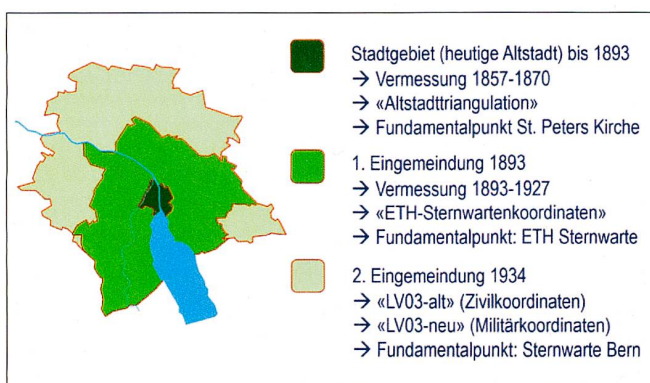 Stadtgebiet (heutige Altstadt) bis 1893
→ Vermessung 1857-1870
→ «Altstadttriangulation»
→ Fundamentalpunkt St. Peters Kirche
1. Eingemeindung 1893
→ Vermessung 1893-1927
→ «ETH-Sternwartenkoordinaten»
→ Fundamentalpunkt: ETH Sternwarte
2. Eingemeindung 1934
→ «LV03-alt» (Zivilkoordinaten)
→ «LV03-neu» (Militärkoordinaten)
→ Fundamentalpunkt: Sternwarte Bern